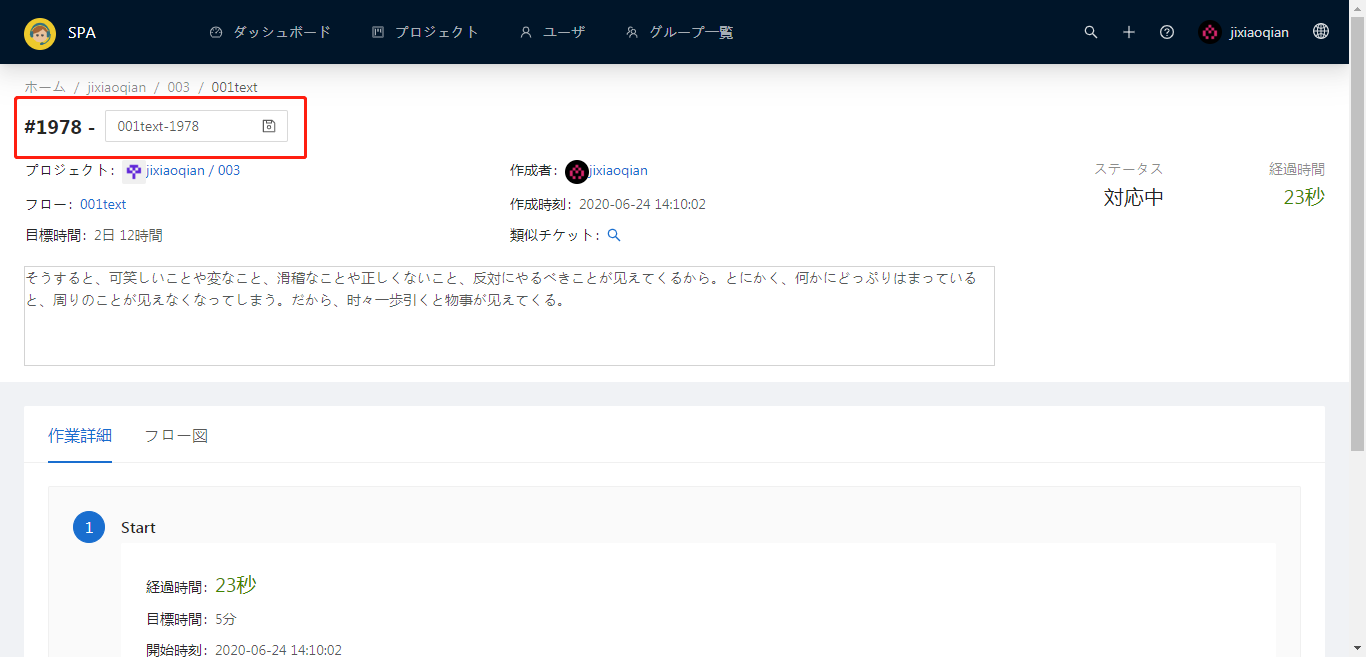 SPA ダッシュボード プロジェクト ユーザ グループ一覧 jixiaoqian
ホーム / jixiaoqian / 003 / 001text
#1978 - 001text-1978
プロジェクト: jixiaoqian / 003 作成者: jixiaoqian ステータス 経過時間
対応中 23秒
フロー: 001text 作成時刻: 2020-06-24 14:10:02
目標時間: 2日 12時間 類似チケット:
そうすると、可笑しいことや変なこと、滑稽なことや正しくないこと、反対にやるべきことが见えてくるから。とにかく、何かにどっぷりはまっている
と、周りのことが见えなくなってしまう。だから、时々一歩引くと物事が见えてくる。
作業詳細 フロー図
1 Start
経過時間: 23秒
目標時間: 5分
開始時刻: 2020-06-24 14:10:02